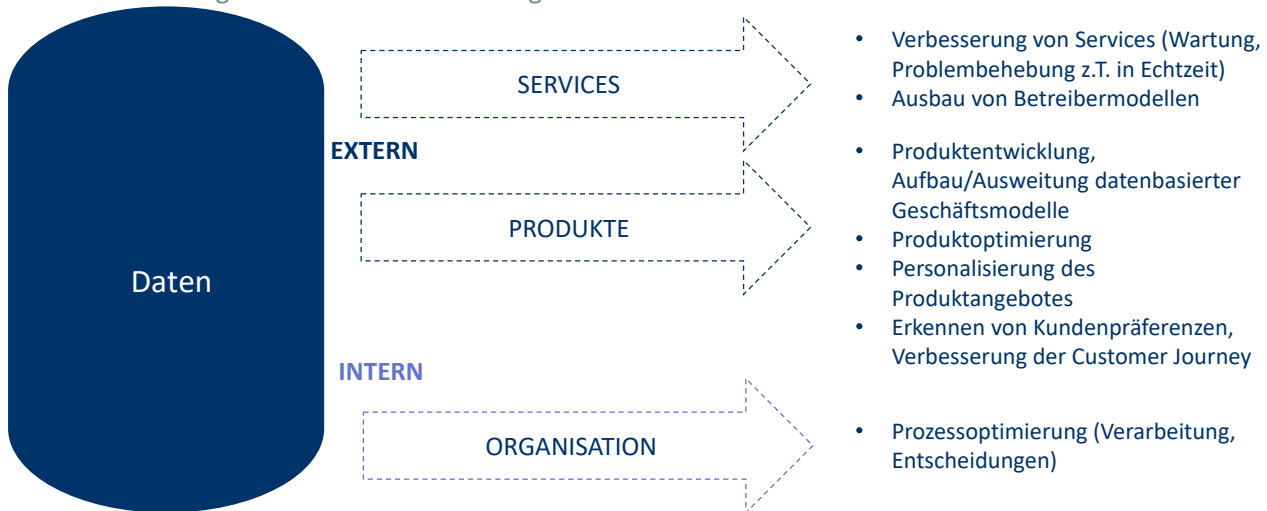 Daten
EXTERN
SERVICES
• Verbesserung von Services (Wartung,
Problembehebung z.T. in Echtzeit)
• Ausbau von Betreibermodellen
PRODUKTE
• Produktentwicklung,
Aufbau/Ausweitung datenbasierter
Geschäftsmodelle
• Produktoptimierung
• Personalisierung des
Produktangebotes
• Erkennen von Kundenpräferenzen,
Verbesserung der Customer Journey
INTERN
ORGANISATION
• Prozessoptimierung (Verarbeitung,
Entscheidungen)